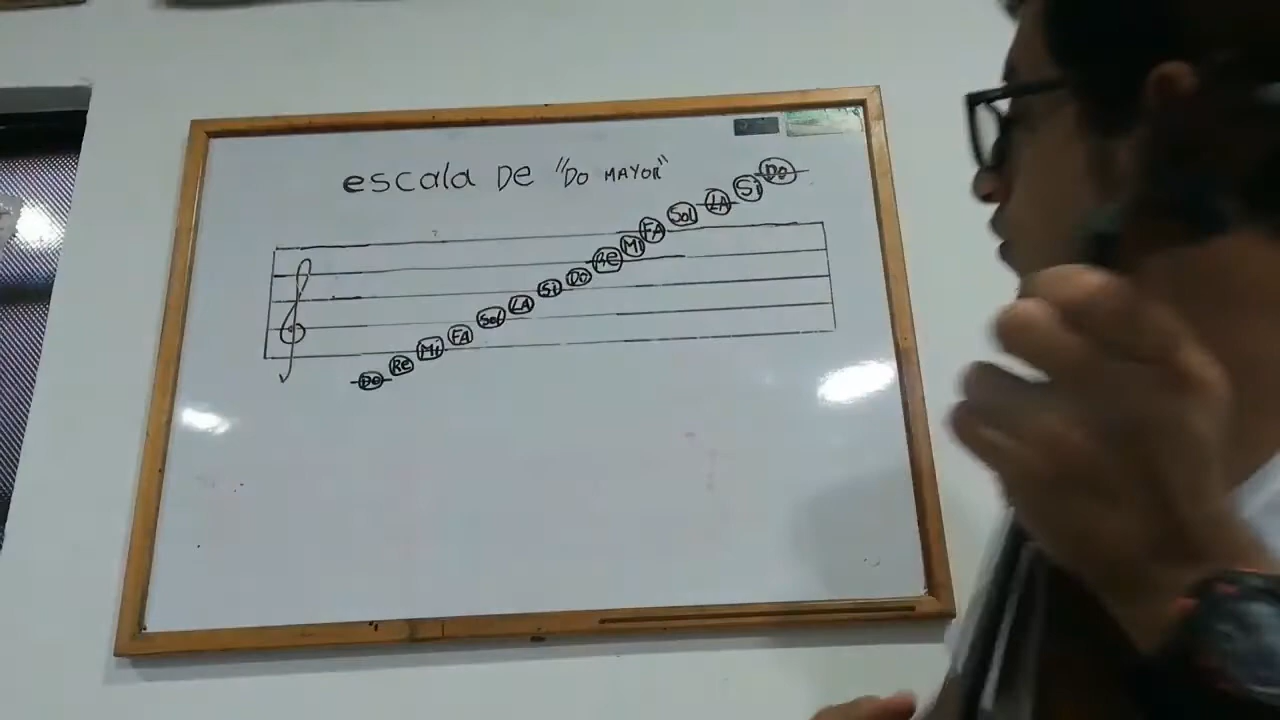 escala DE "DO MAYOR"
Do Re Mi FA Sol LA Si Do Re Mi FA Sol LA Si Do